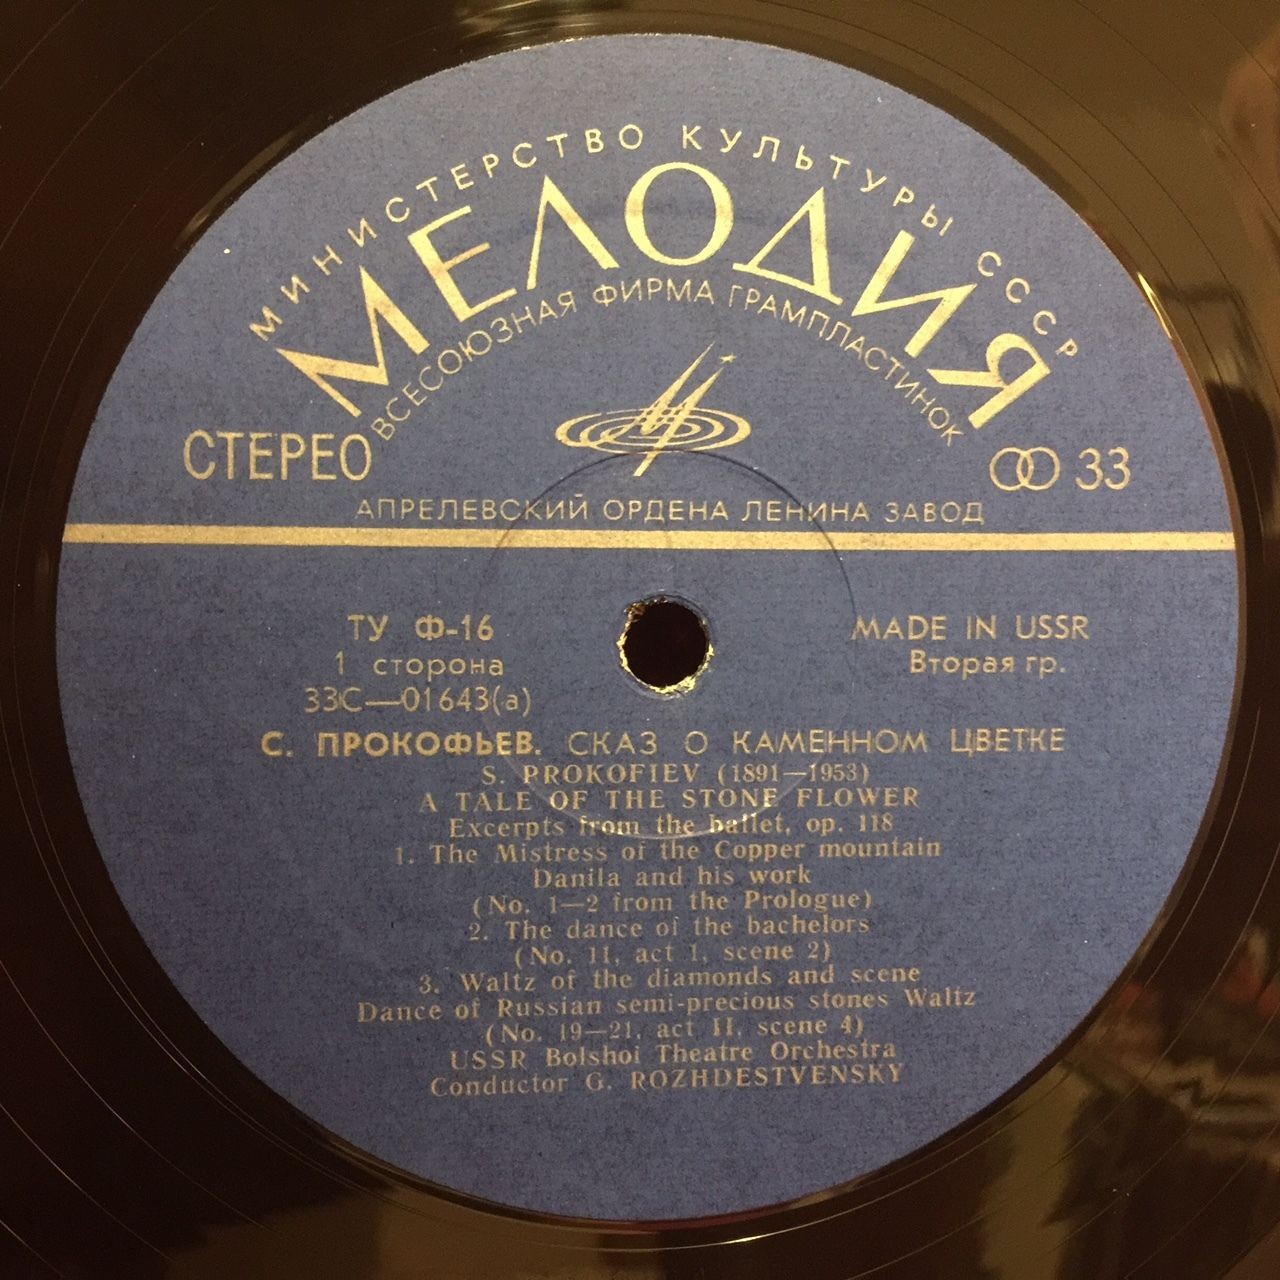 МИНИСТЕРСТВО КУЛЬТУРЫ СССР
МЕЛОДИЯ
ВСЕСОЮЗНАЯ ФИРМА ГРАМПЛАСТИНОК
СТЕРЕО
33
АПРЕЛЕВСКИЙ ОРДЕНА ЛЕНИНА ЗАВОД
ТУ Ф-16
1 сторона
33С—01643(а)
MADE IN USSR
Вторая гр.
С. ПРОКОФЬЕВ. СКАЗ О КАМЕННОМ ЦВЕТКЕ
S. PROKOFIEV (1891—1953)
A TALE OF THE STONE FLOWER
Excerpts from the ballet, op. 118
1. The Mistress of the Copper mountain
Danila and his work
(No. 1—2 from the Prologue)
2. The dance of the bachelors
(No. 11, act 1, scene 2)
3. Waltz of the diamonds and scene
Dance of Russian semi-precious stones Waltz
(No. 19—21, act II, scene 4)
USSR Bolshoi Theatre Orchestra
Conductor G. ROZHDESTVENSKY